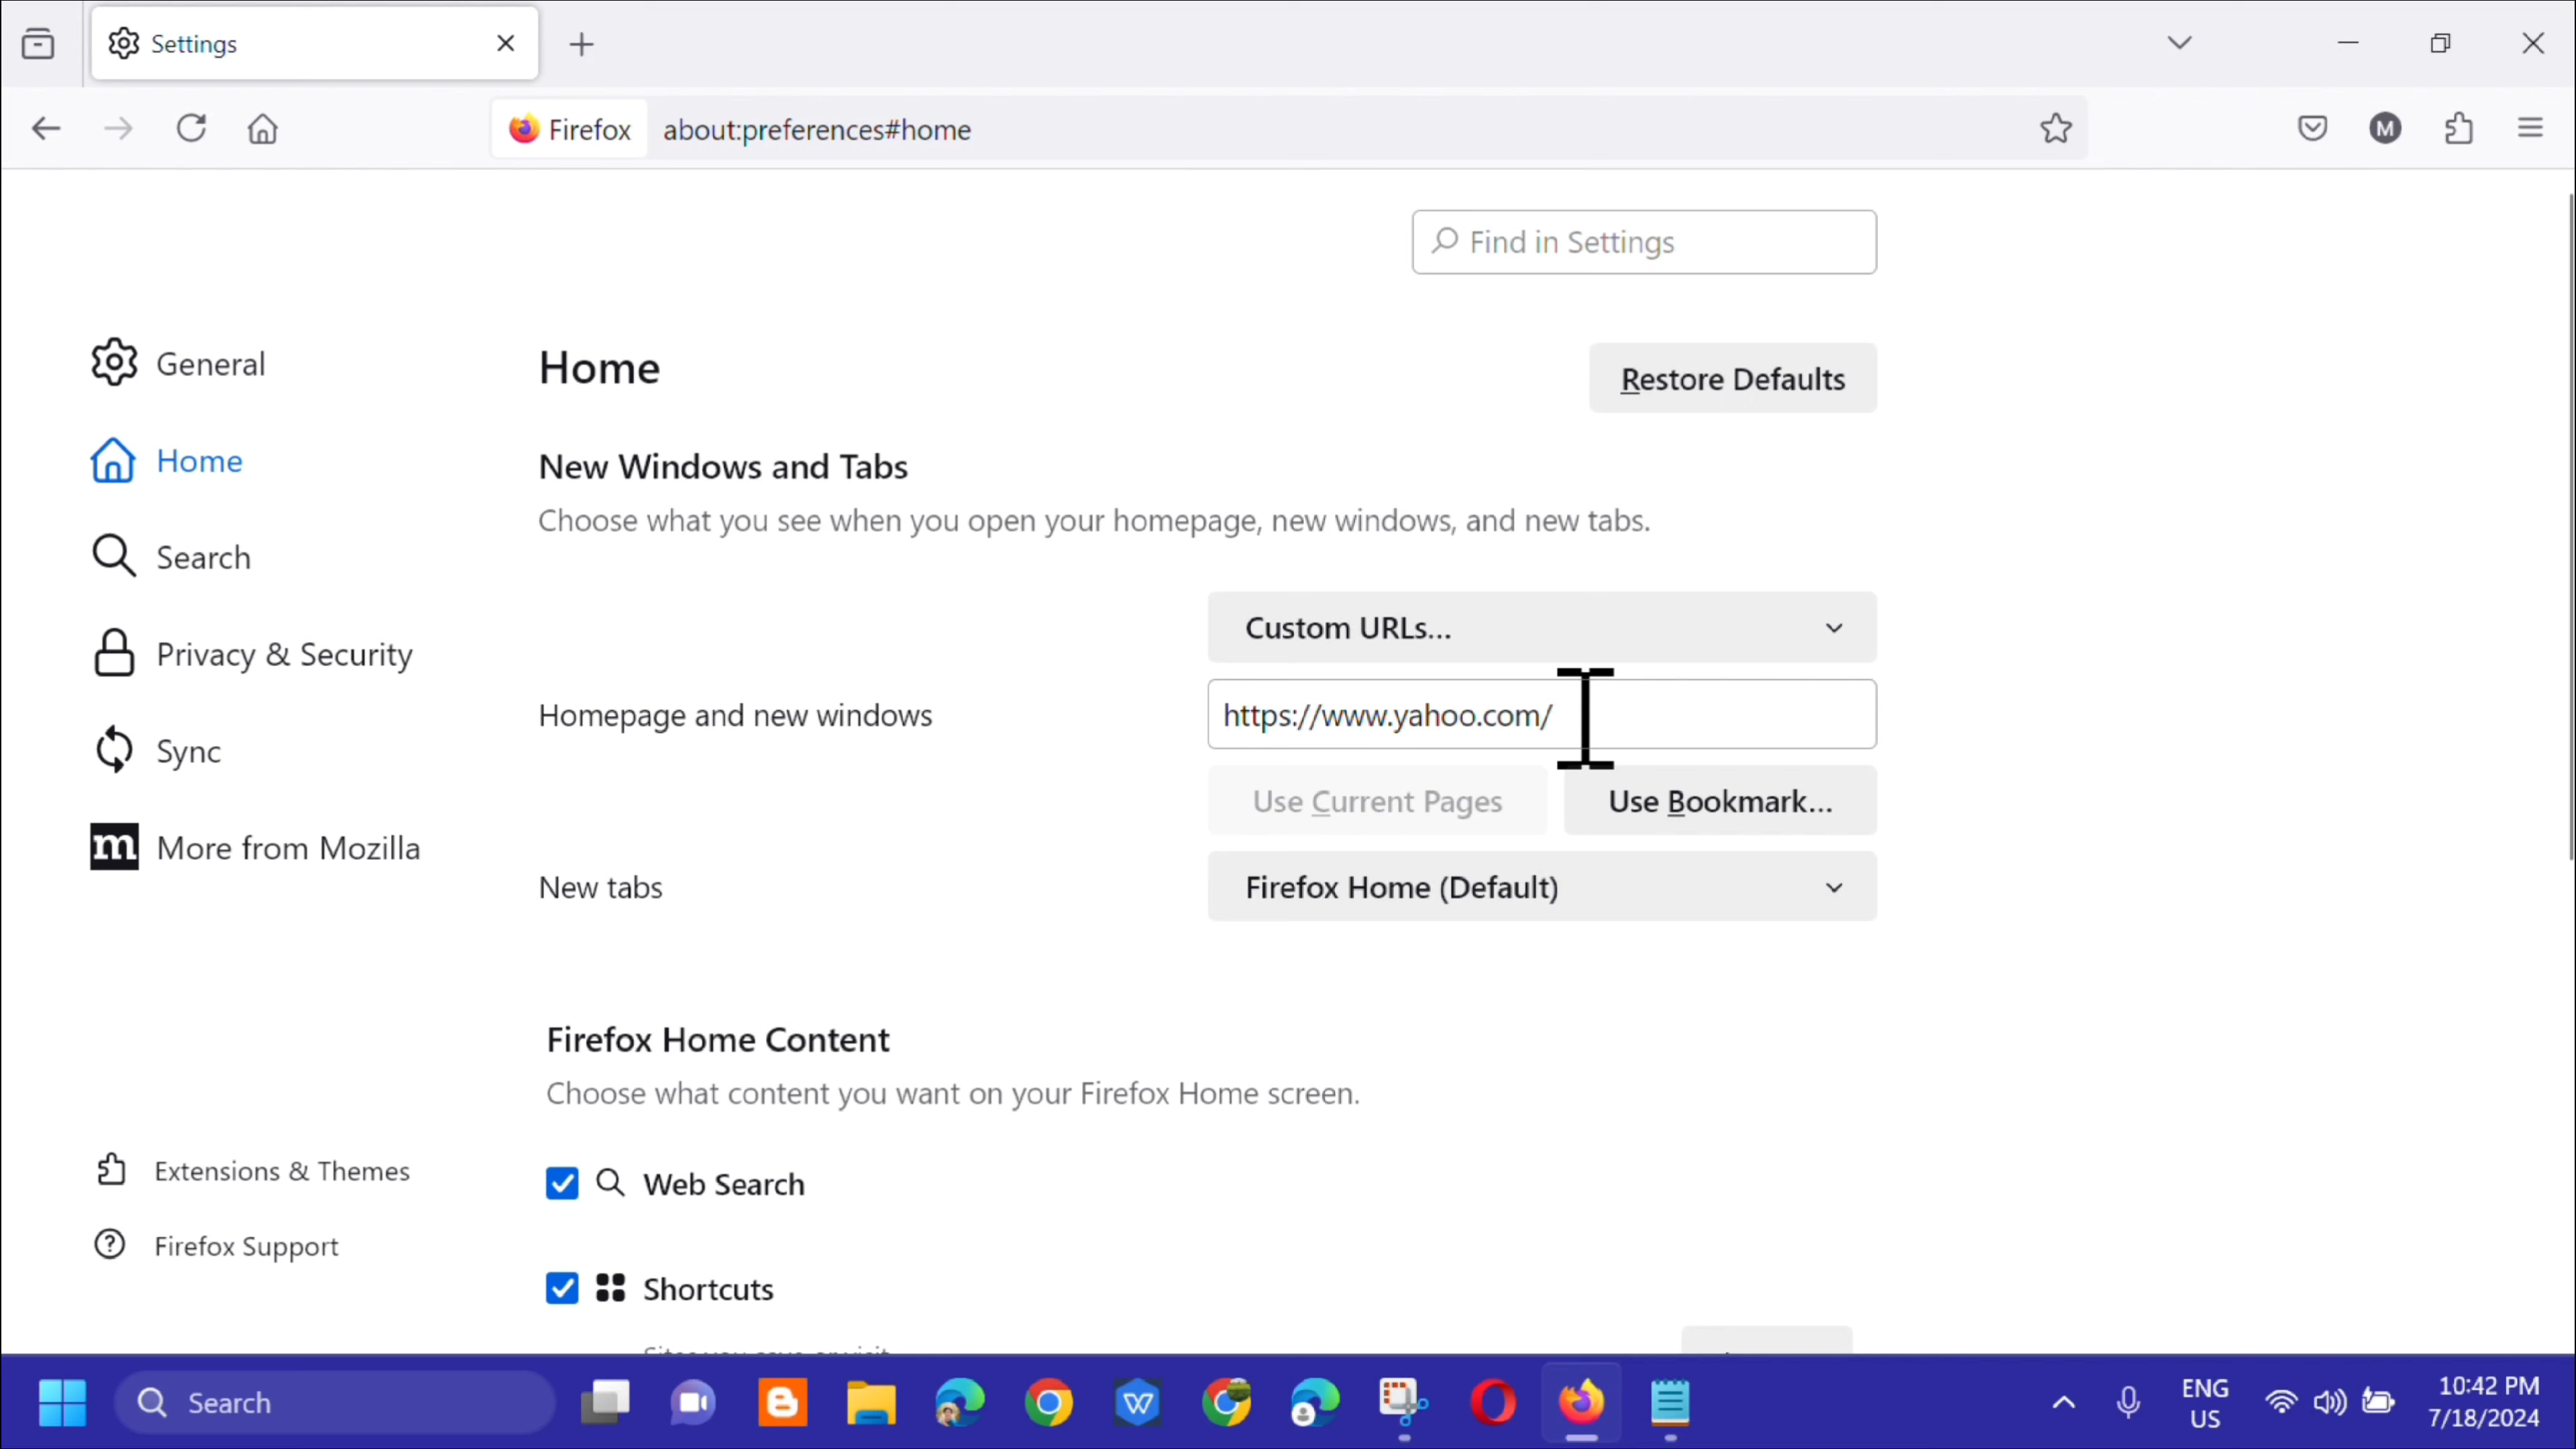 Settings
Firefox about:preferences#home
M
Find in Settings
General
Home
Search
Privacy & Security
Sync
m More from Mozilla
Extensions & Themes
Firefox Support
Home
Restore Defaults
New Windows and Tabs
Choose what you see when you open your homepage, new windows, and new tabs.
Custom URLs...
Homepage and new windows
https://www.yahoo.com/
Use Current Pages
Use Bookmark...
New tabs
Firefox Home (Default)
Firefox Home Content
Choose what content you want on your Firefox Home screen.
Web Search
Shortcuts
Search
W
ENG
US
10:42 PM
7/18/2024